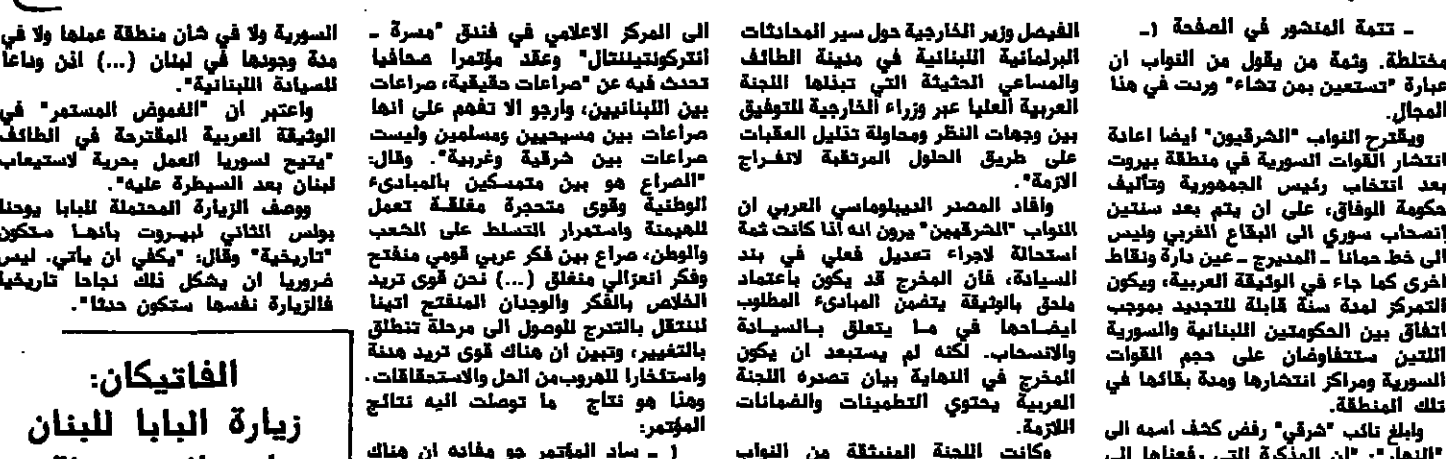 ـ تتمة المنشور في الصفحة ١ـ
مختلطة. وثمة من يقول من النواب ان
عبارة "تستعين بمن تشاء" وردت في هذا
المجال.
ويقترح النواب "الشرقيون" ايضا اعادة
انتشار القوات السورية في منطقة بيروت
بعد انتخاب رئيس الجمهورية وتأليف
حكومة الوفاق، على ان يتم بعد سنتين
إنسحاب سوري الى البقاع الغربي وليس
الى خط حمانا ـ المديرج ـ عين دارة ونقاط
اخرى كما جاء في الوثيقة العربية، ويكون
التمركز لمدة سنة قابلة للتجديد بموجب
اتفاق بين الحكومتين اللبنانية والسورية
اللتين ستتفاوضان على حجم القوات
السورية ومراكز انتشارها ومدة بقائها في
تلك المنطقة.
وابلغ نائب "شرقي" رفض كشف اسمه الى
"النهار": "ان المذكرة التي رفعناها الى
الفيصل وزير الخارجية حول سير المحادثات
البرلمانية اللبنانية في مدينة الطائف
والمساعي الحثيثة التي تبذلها اللجنة
العربية العليا عبر وزراء الخارجية للتوفيق
بين وجهات النظر ومحاولة تذليل العقبات
على طريق الحلول المرتقبة لانفراج
الازمة".
وافاد المصدر الديبلوماسي العربي ان
النواب "الشرقيين" يرون انه اذا كانت ثمة
استحالة لاجراء تعديل فعلي في بند
السيادة، فأن المخرج قد يكون بأعتماد
ملحق بالوثيقة يتضمن المبادىء المطلوب
ايضاحها في ما يتعلق بالسيادة
والانسحاب. لكنه لم يستبعد ان يكون
المخرج في النهاية بيان تصدره اللجنة
العربية يحتوي التطمينات والضمانات
اللازمة.
وكانت اللجنة المنبثقة من النواب
الى المركز الاعلامي في فندق "مسرة ـ
انتركونتيننتال" وعقد مؤتمرا صحافيا
تحدث فيه عن "صراعات حقيقية، صراعات
بين اللبنانيين، وارجو الا تفهم على انها
صراعات بين مسيحيين ومسلمين وليست
صراعات بين شرقية وغربية". وقال:
"الصراع هو بين متمسكين بالمبادىء
الوطنية وقوى متحجرة مغلقة تعمل
للهيمنة واستمرار التسلط على الشعب
والوطن، صراع بين فكر عربي قومي منفتح
وفكر انعزالي منغلق (...) نحن قوى تريد
الخلاص بالفكر والوجدان المنفتح اتينا
لننتقل بالتدرج للوصول الى مرحلة تنطلق
بالتغيير، وتبين ان هناك قوى تريد هدنة
واستئخارا للهروب من الحل والاستحقاقات.
وهذا هو نتاج ما توصلت اليه نتائج
المؤتمر:
١ ـ ساد المؤتمر جو مفاده ان هناك
السورية ولا في شأن منطقة عملها ولا في
مدة وجودها في لبنان (...) اذن وداعا
للسيادة اللبنانية".
واعتبر ان "الغموض المستمر" في
الوثيقة العربية المقترحة في الطائف
"يتيح لسوريا العمل بحرية لاستيعاب
لبنان بعد السيطرة عليه".
ووصف الزيارة المحتملة للبابا يوحنا
بولس الثاني لبيروت بأنها ستكون
"تاريخية" وقال: "يكفي ان يأتي. ليس
ضروريا ان يشكل ذلك نجاحا تاريخيا
فالزيارة نفسها ستكون حدثا".
الفاتيكان:
زيارة البابا للبنان